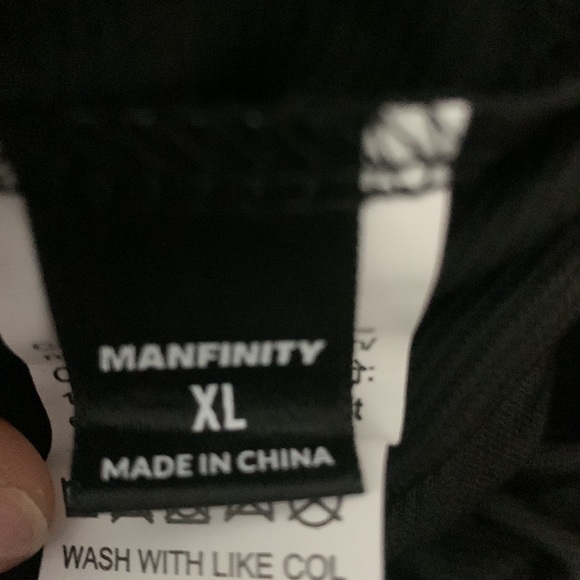 MANFINITY
XL
MADE IN CHINA
WASH WITH LIKE COL